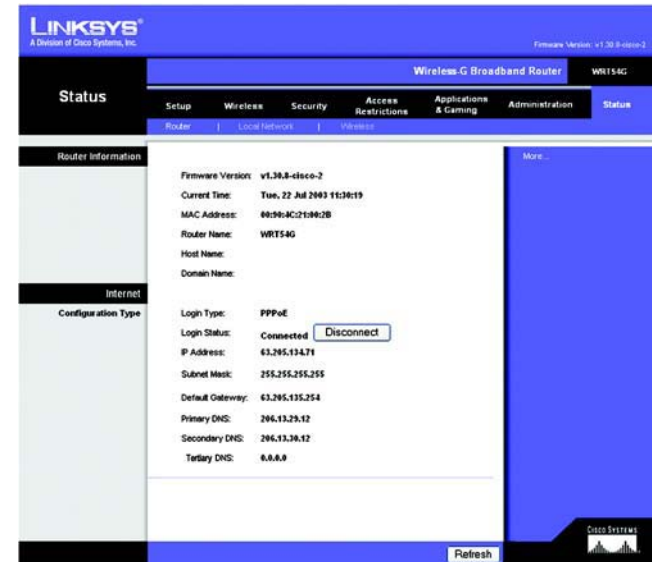 LINKSYS®
A Division of Cisco Systems, Inc.
Firmware Version: v1.30.8-cisco-2
Wireless-G Broadband Router WRT54G
Status
Setup Wireless Security Access Restrictions Applications & Gaming Administration Status
Router | Local Network | Wireless
Router Information
More...
Firmware Version: v1.30.8-cisco-2
Current Time: Tue, 22 Jul 2003 11:30:19
MAC Address: 00:90:4C:21:00:2B
Router Name: WRT54G
Host Name:
Domain Name:
Internet
Configuration Type
Login Type: PPPoE
Login Status: Connected Disconnect
IP Address: 63.205.134.71
Subnet Mask: 255.255.255.255
Default Gateway: 63.205.135.254
Primary DNS: 206.13.29.12
Secondary DNS: 206.13.30.12
Tertiary DNS: 0.0.0.0
CISCO SYSTEMS
Refresh